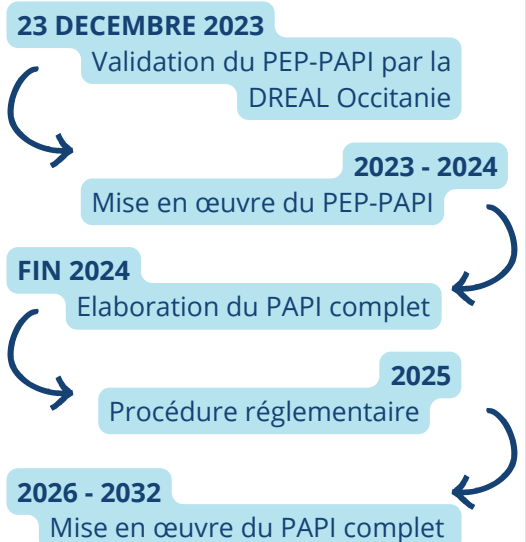 23 DECEMBRE 2023
Validation du PEP-PAPI par la
DREAL Occitanie
2023 - 2024
Mise en œuvre du PEP-PAPI
FIN 2024
Elaboration du PAPI complet
2025
Procédure réglementaire
2026 - 2032
Mise en œuvre du PAPI complet